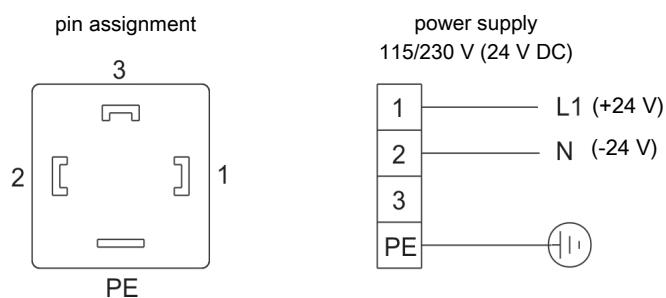 pin assignment
3
2
1
PE
power supply
115/230 V (24 V DC)
1
L1 (+24 V)
2
N (-24 V)
3
PE